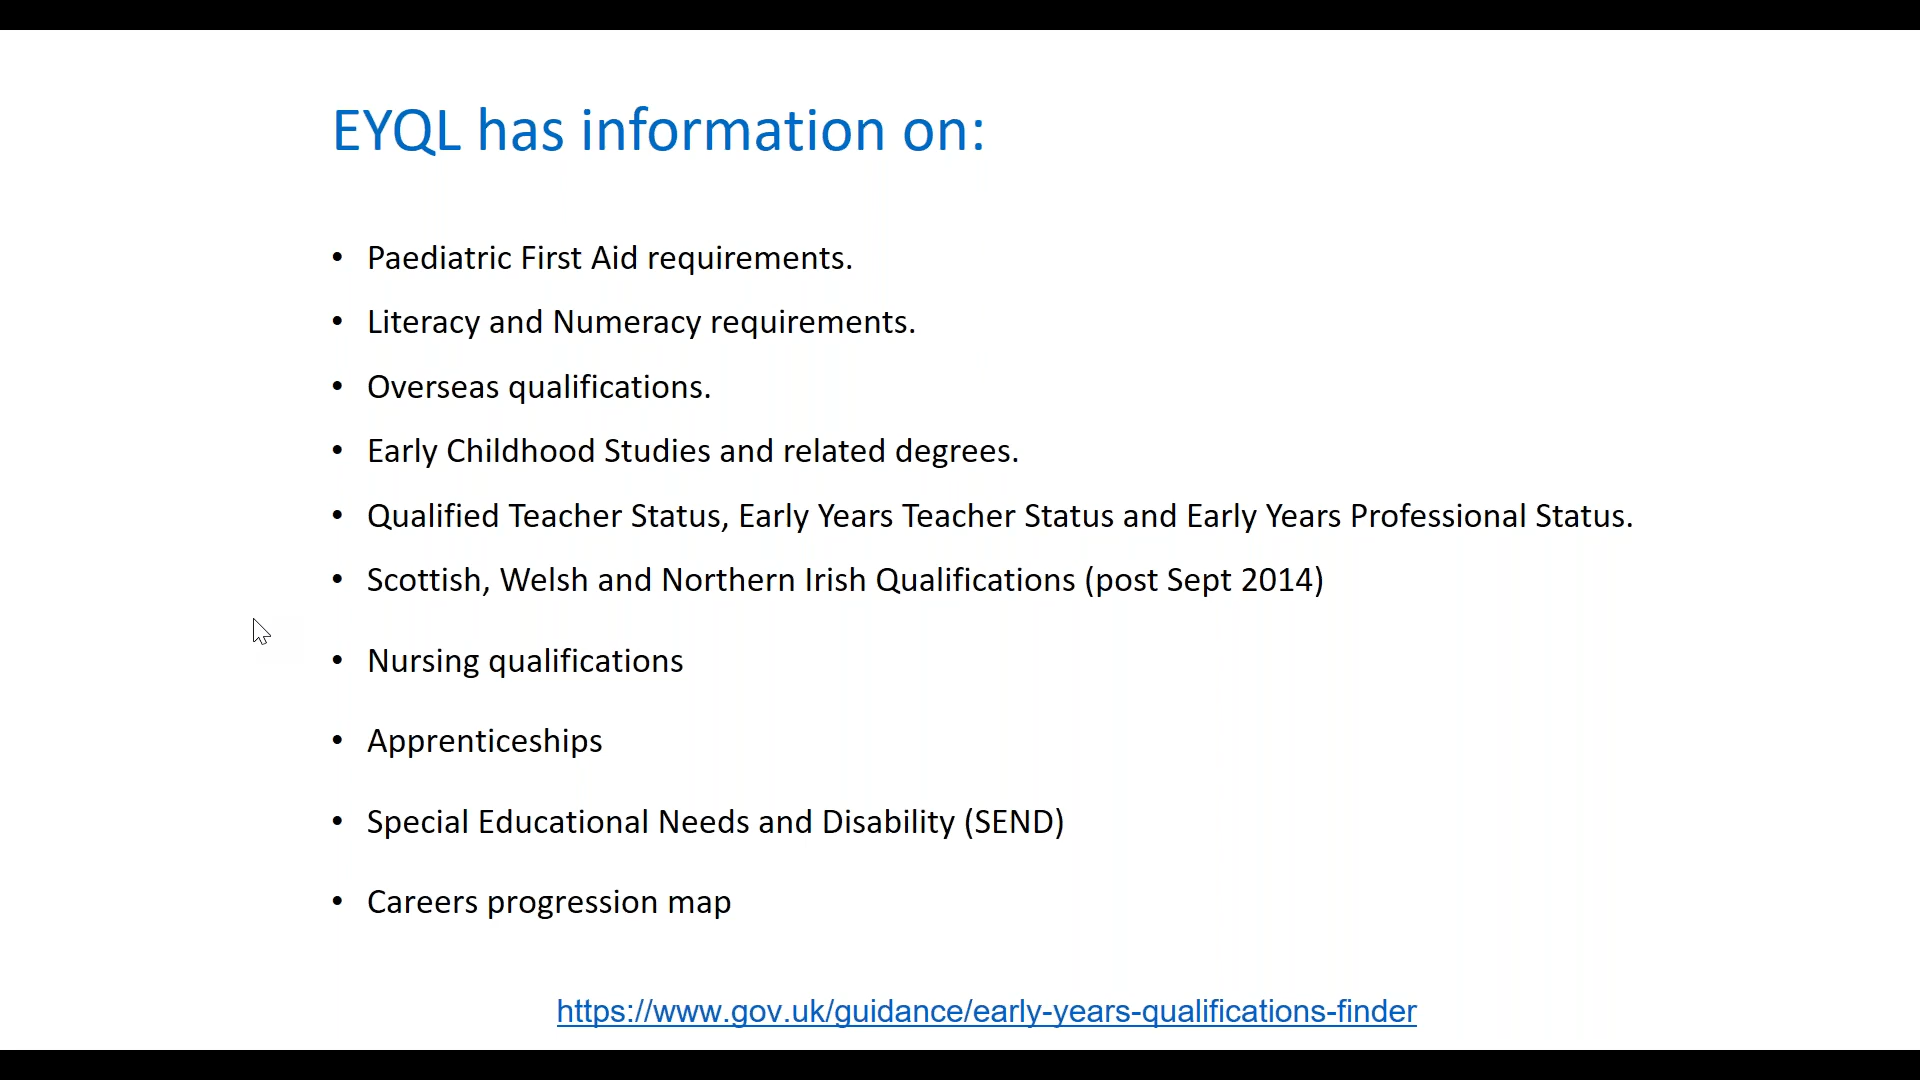 EYQL has information on:
• Paediatric First Aid requirements.
• Literacy and Numeracy requirements.
• Overseas qualifications.
• Early Childhood Studies and related degrees.
• Qualified Teacher Status, Early Years Teacher Status and Early Years Professional Status.
• Scottish, Welsh and Northern Irish Qualifications (post Sept 2014)
• Nursing qualifications
• Apprenticeships
• Special Educational Needs and Disability (SEND)
• Careers progression map
https://www.gov.uk/guidance/early-years-qualifications-finder